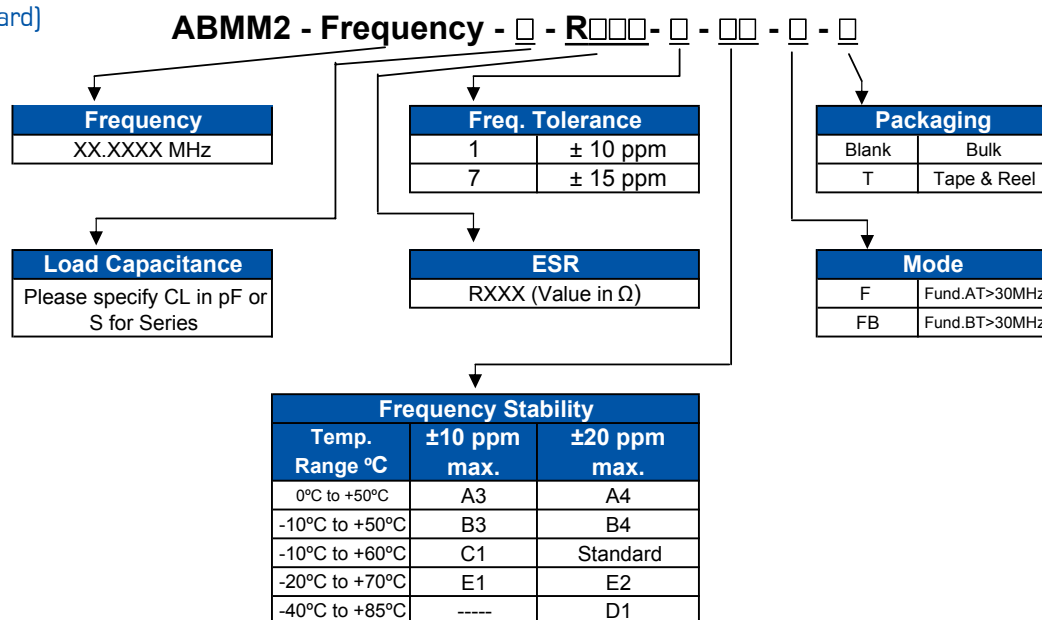 ard)
ABMM2 - Frequency - □ - R□□□- □ - □□ - □ - □
Frequency
XX.XXXX MHz
Freq. Tolerance
1 ± 10 ppm
7 ± 15 ppm
Packaging
Blank Bulk
T Tape & Reel
Load Capacitance
Please specify CL in pF or
S for Series
ESR
RXXX (Value in Ω)
Mode
F Fund.AT>30MHz
FB Fund.BT>30MHz
Frequency Stability
Temp. ±10 ppm ±20 ppm
Range ºC max. max.
0ºC to +50ºC A3 A4
-10ºC to +50ºC B3 B4
-10ºC to +60ºC C1 Standard
-20ºC to +70ºC E1 E2
-40ºC to +85ºC ----- D1